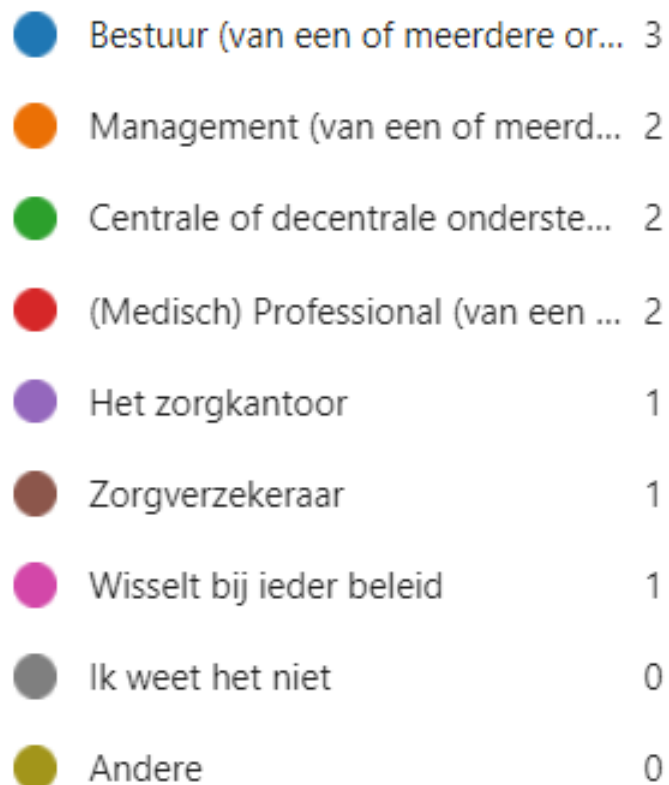 Bestuur (van een of meerdere or... 3
Management (van een of meerd... 2
Centrale of decentrale onderste... 2
(Medisch) Professional (van een ... 2
Het zorgkantoor 1
Zorgverzekeraar 1
Wisselt bij ieder beleid 1
Ik weet het niet 0
Andere 0